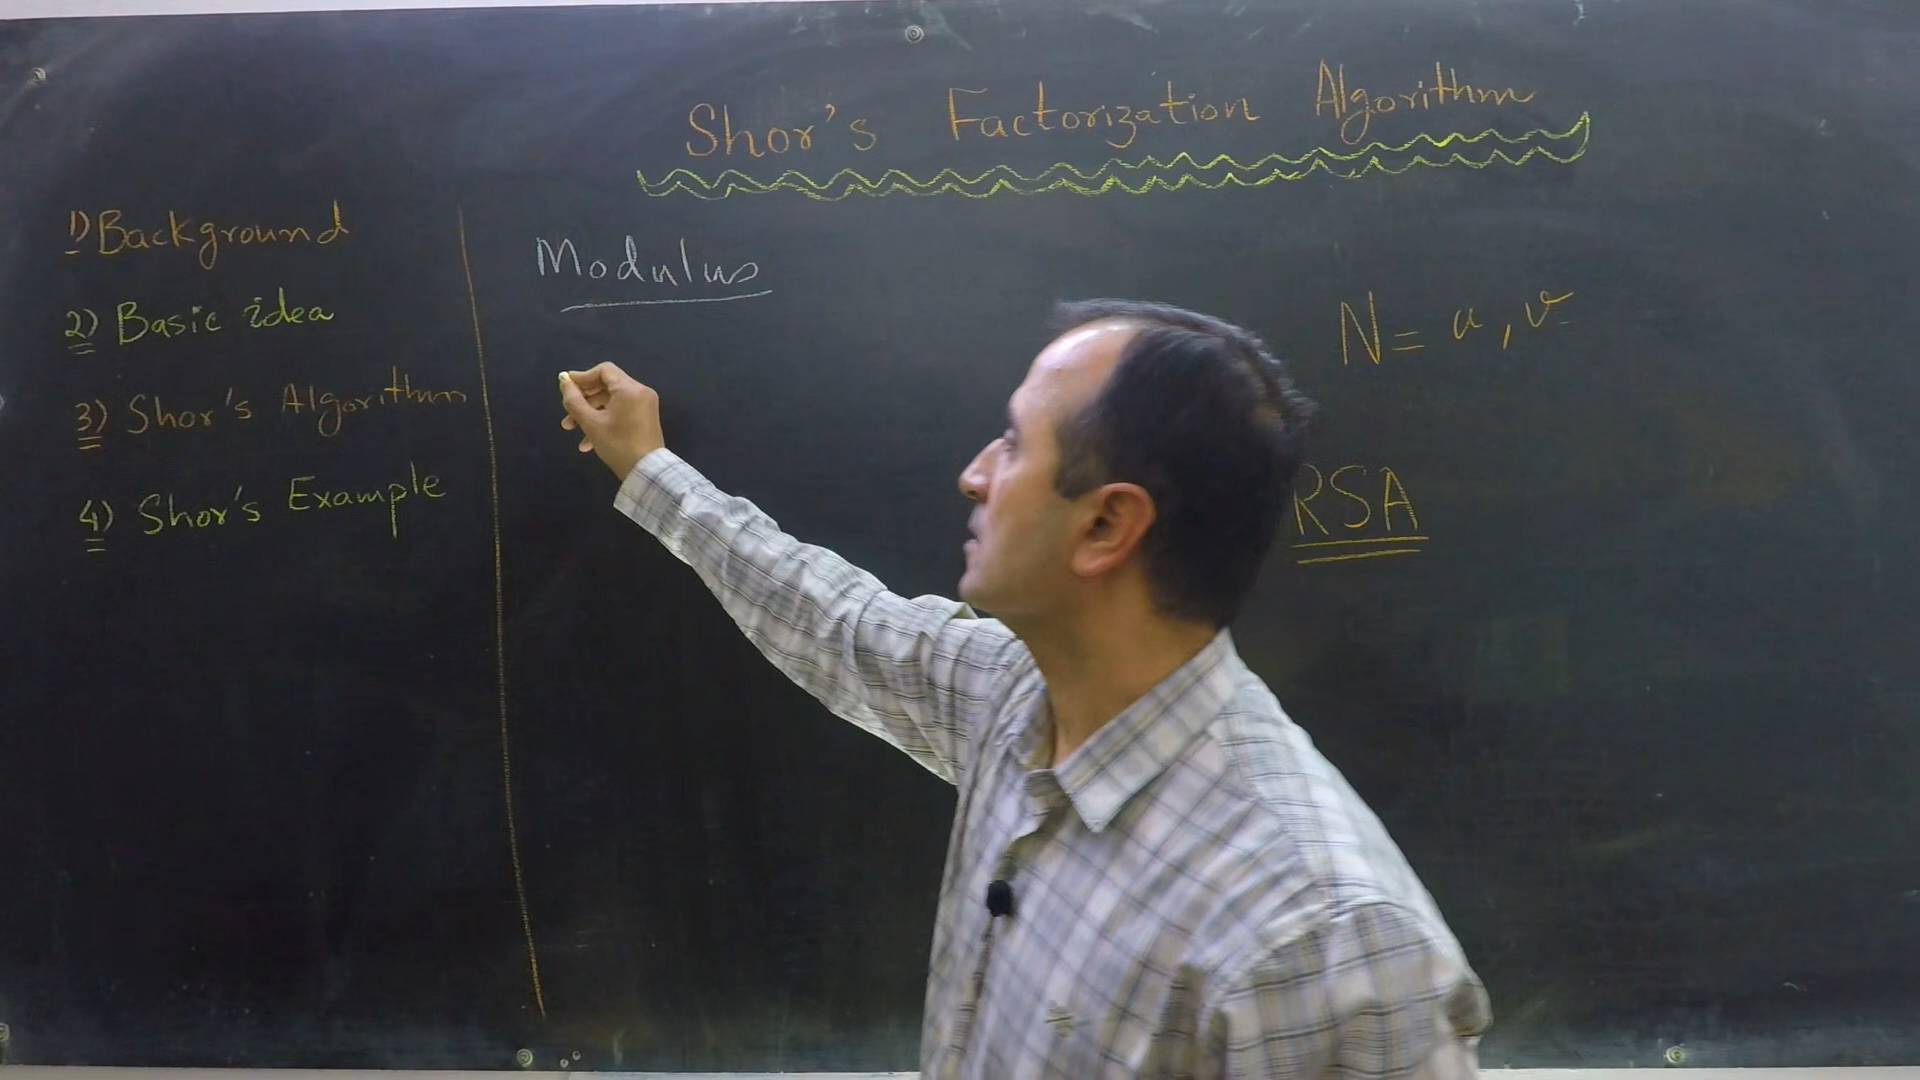 Shor's Factorization Algorithm
1) Background
2) Basic idea
3) Shor's Algorithm
4) Shor's Example
Modulus
N = u, v
RSA